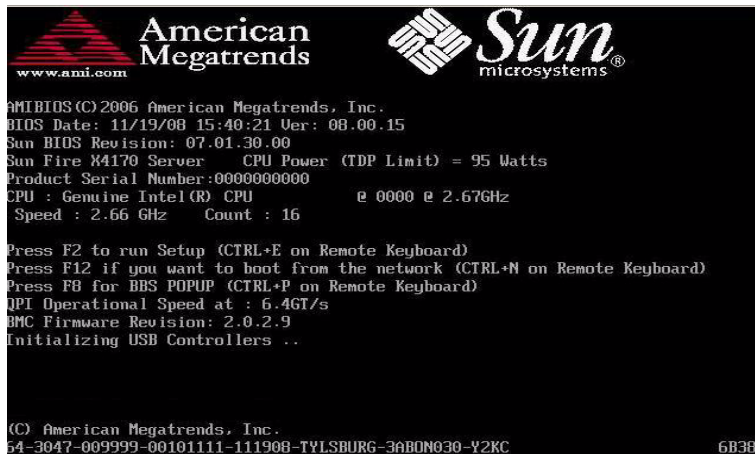 American
Megatrends
www.ami.com
Sun
microsystems
®
AMIBIOS(C)2006 American Megatrends, Inc.
BIOS Date: 11/19/08 15:40:21 Ver: 08.00.15
Sun BIOS Revision: 07.01.30.00
Sun Fire X4170 Server CPU Power (TDP Limit) = 95 Watts
Product Serial Number:0000000000
CPU : Genuine Intel(R) CPU @ 0000 @ 2.67GHz
Speed : 2.66 GHz Count : 16
Press F2 to run Setup (CTRL+E on Remote Keyboard)
Press F12 if you want to boot from the network (CTRL+N on Remote Keyboard)
Press F8 for BBS POPUP (CTRL+P on Remote Keyboard)
QPI Operational Speed at : 6.4GT/s
BMC Firmware Revision: 2.0.2.9
Initializing USB Controllers ..
(C) American Megatrends, Inc.
64-3047-009999-00101111-111908-TYLSBURG-3ABON030-Y2KC 6B38